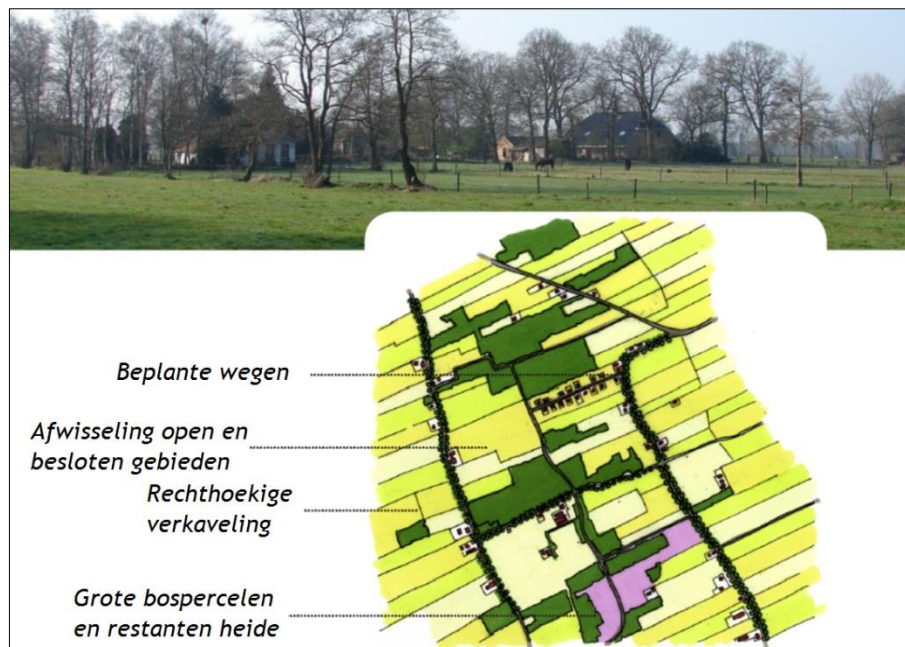 Beplante wegen
Afwisseling open en
besloten gebieden
Rechthoekige
verkaveling
Grote bospercelen
en restanten heide